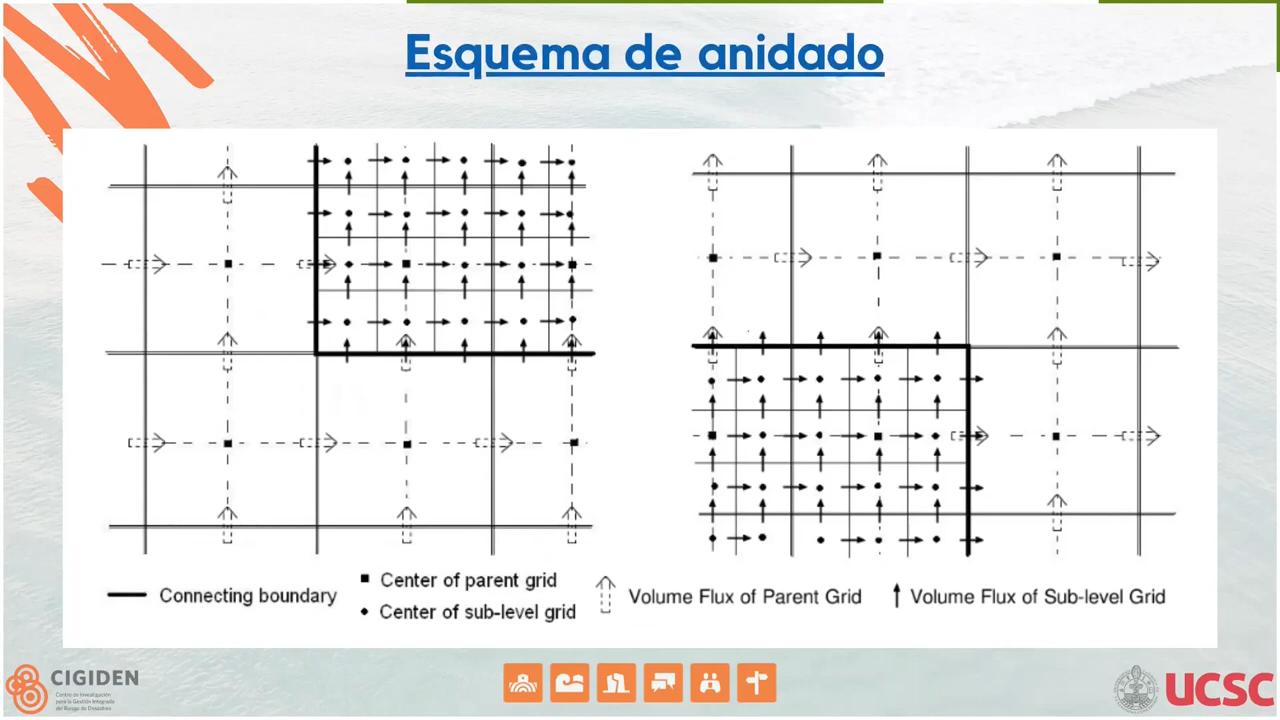 Esquema de anidado
Connecting boundary
Center of parent grid
Center of sub-level grid
Volume Flux of Parent Grid
Volume Flux of Sub-level Grid
CIGIDEN
Centro de Investigación
para la Gestión Integrada
del Riesgo de Desastres
UCSC